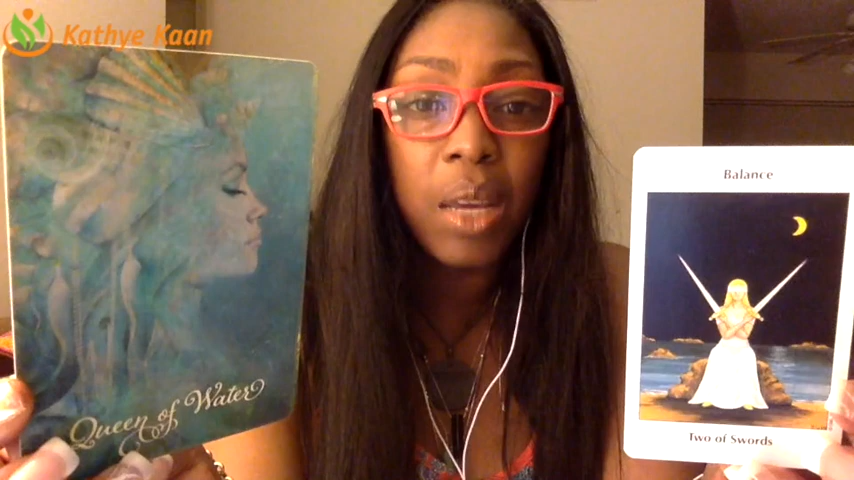 Kathye Kaan
Queen of Water
Balance
Two of Swords